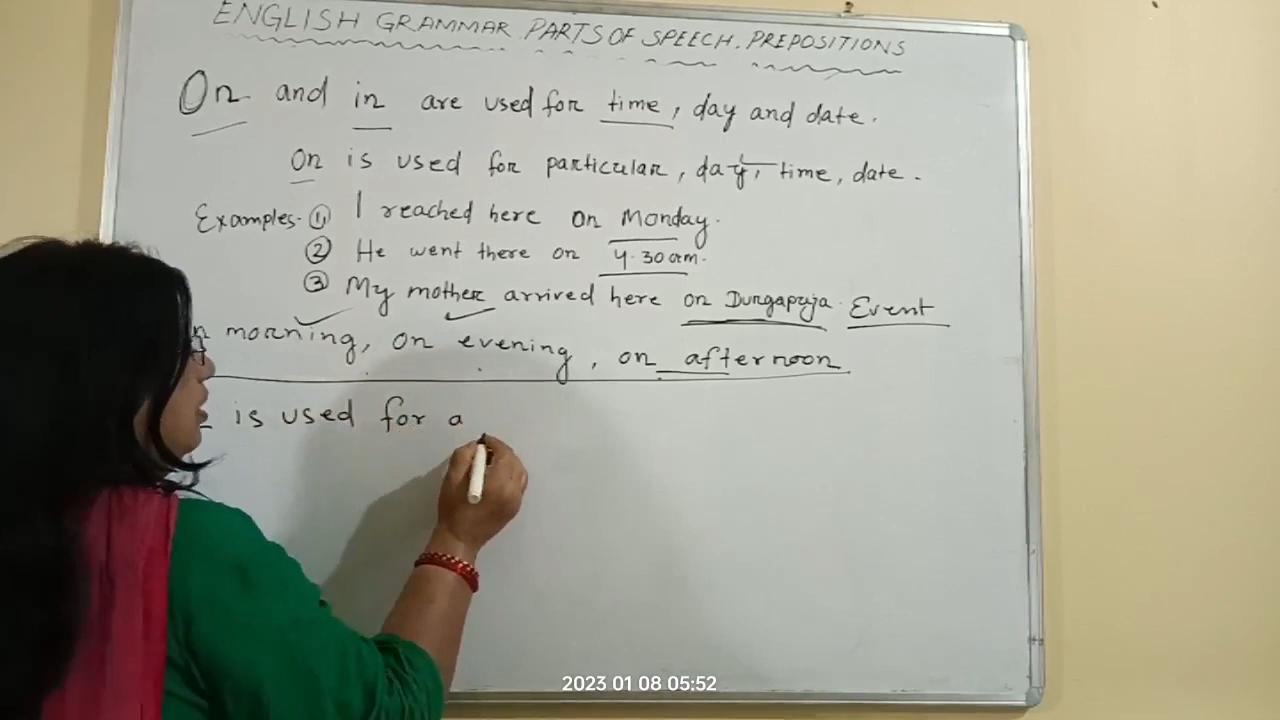 ENGLISH GRAMMAR PARTS OF SPEECH. PREPOSITIONS
On and in are used for time, day and date.
On is used for particular, day, time, date.
Examples. ① I reached here on Monday.
② He went there on 4.30 am.
③ My mother arrived here on Durgapuja. Event
morning, on evening, on afternoon
is used for a
2023 01 08 05:52